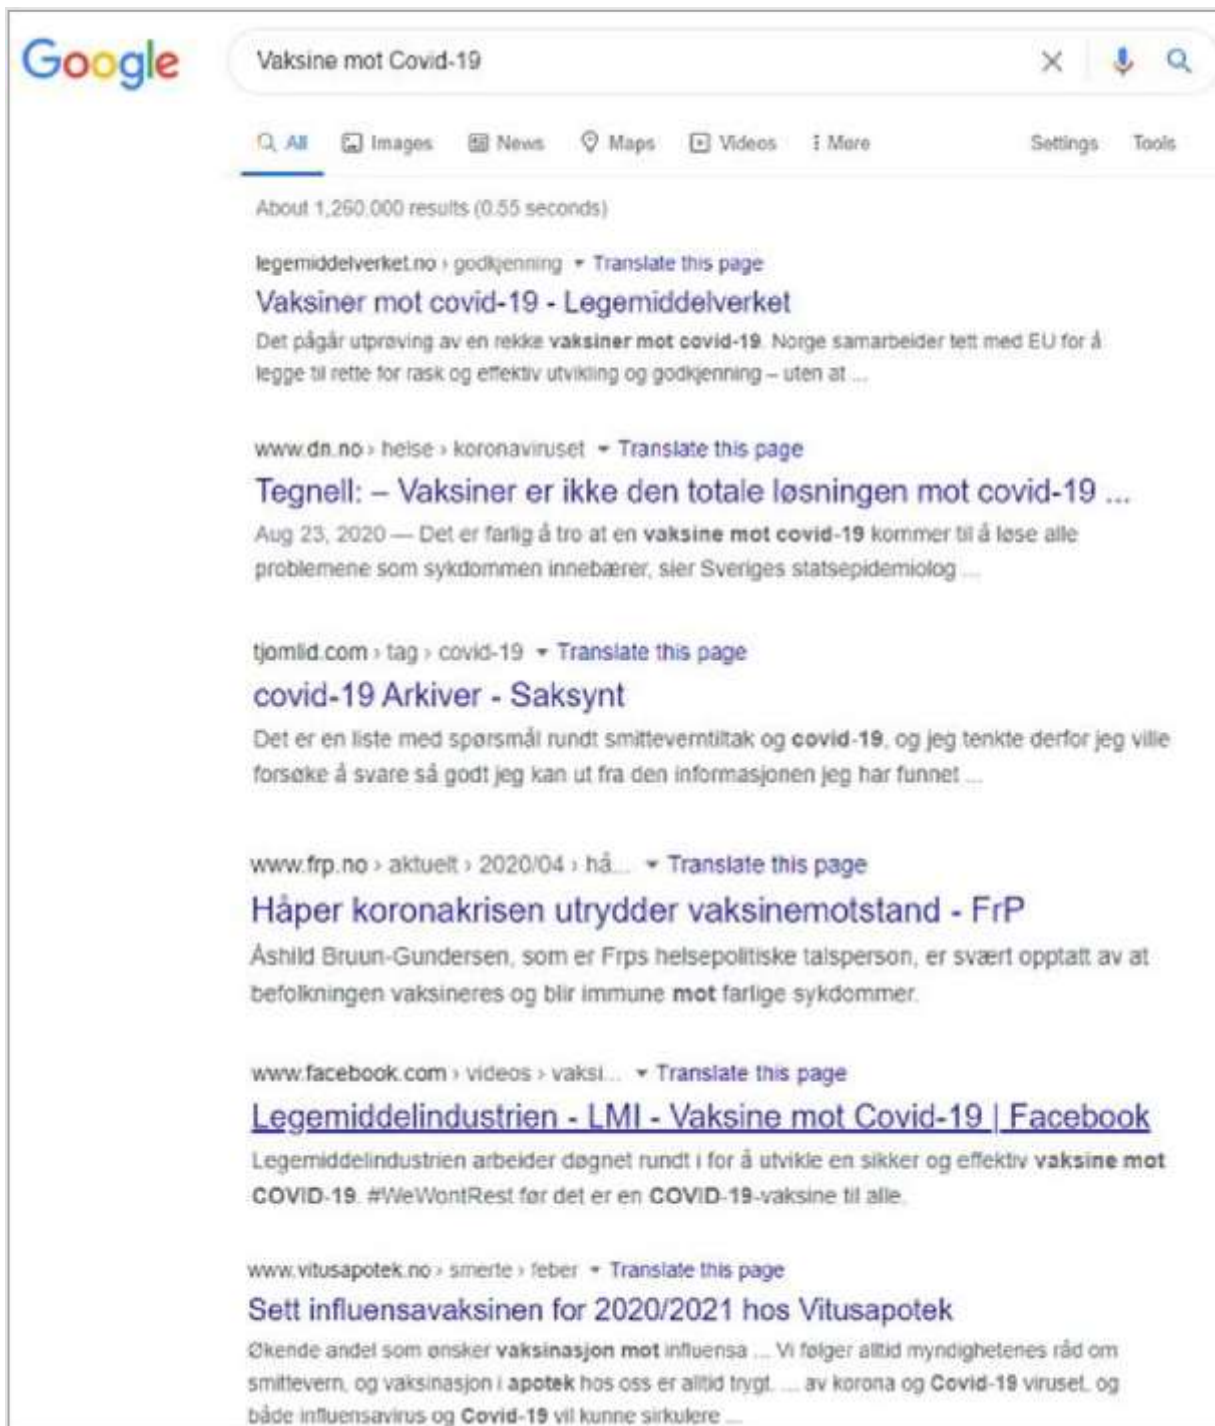 Google
Vaksine mot Covid-19
All Images News Maps Videos More Settings Tools
About 1,260,000 results (0.55 seconds)
legemiddelverket.no › godkjenning Translate this page
Vaksiner mot covid-19 - Legemiddelverket
Det pågår utprøving av en rekke vaksiner mot covid-19. Norge samarbeider tett med EU for å
legge til rette for rask og effektiv utvikling og godkjenning – uten at ...
www.dn.no › helse › koronaviruset Translate this page
Tegnell: – Vaksiner er ikke den totale løsningen mot covid-19 ...
Aug 23, 2020 — Det er farlig å tro at en vaksine mot covid-19 kommer til å løse alle
problemene som sykdommen innebærer, sier Sveriges statsepidemiolog ...
tjomlid.com › tag › covid-19 Translate this page
covid-19 Arkiver - Saksynt
Det er en liste med spørsmål rundt smitteverntiltak og covid-19, og jeg tenkte derfor jeg ville
forsøke å svare så godt jeg kan ut fra den informasjonen jeg har funnet ...
www.frp.no › aktuelt › 2020/04 › hå... Translate this page
Håper koronakrisen utrydder vaksinemotstand - FrP
Åshild Bruun-Gundersen, som er Frps helsepolitiske talsperson, er svært opptatt av at
befolkningen vaksineres og blir immune mot farlige sykdommer.
www.facebook.com › videos › vaksi... Translate this page
Legemiddelindustrien - LMI - Vaksine mot Covid-19 | Facebook
Legemiddelindustrien arbeider døgnet rundt i for å utvikle en sikker og effektiv vaksine mot
COVID-19. #WeWontRest før det er en COVID-19-vaksine til alle.
www.vitusapotek.no › smerte › feber Translate this page
Sett influensavaksinen for 2020/2021 hos Vitusapotek
Økende andel som ønsker vaksinasjon mot influensa ... Vi følger alltid myndighetenes råd om
smittevern, og vaksinasjon i apotek hos oss er alltid trygt. ... av korona og Covid-19 viruset, og
både influensavirus og Covid-19 vil kunne sirkulere ...